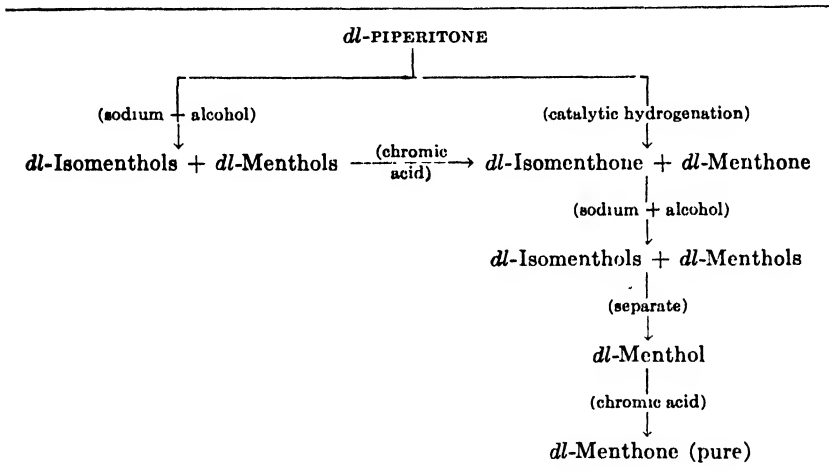 dl-PIPERITONE
(sodium + alcohol) (catalytic hydrogenation)
dl-Isomenthols + dl-Menthols (chromic acid) dl-Isomenthone + dl-Menthone
(sodium + alcohol)
dl-Isomenthols + dl-Menthols
(separate)
dl-Menthol
(chromic acid)
dl-Menthone (pure)